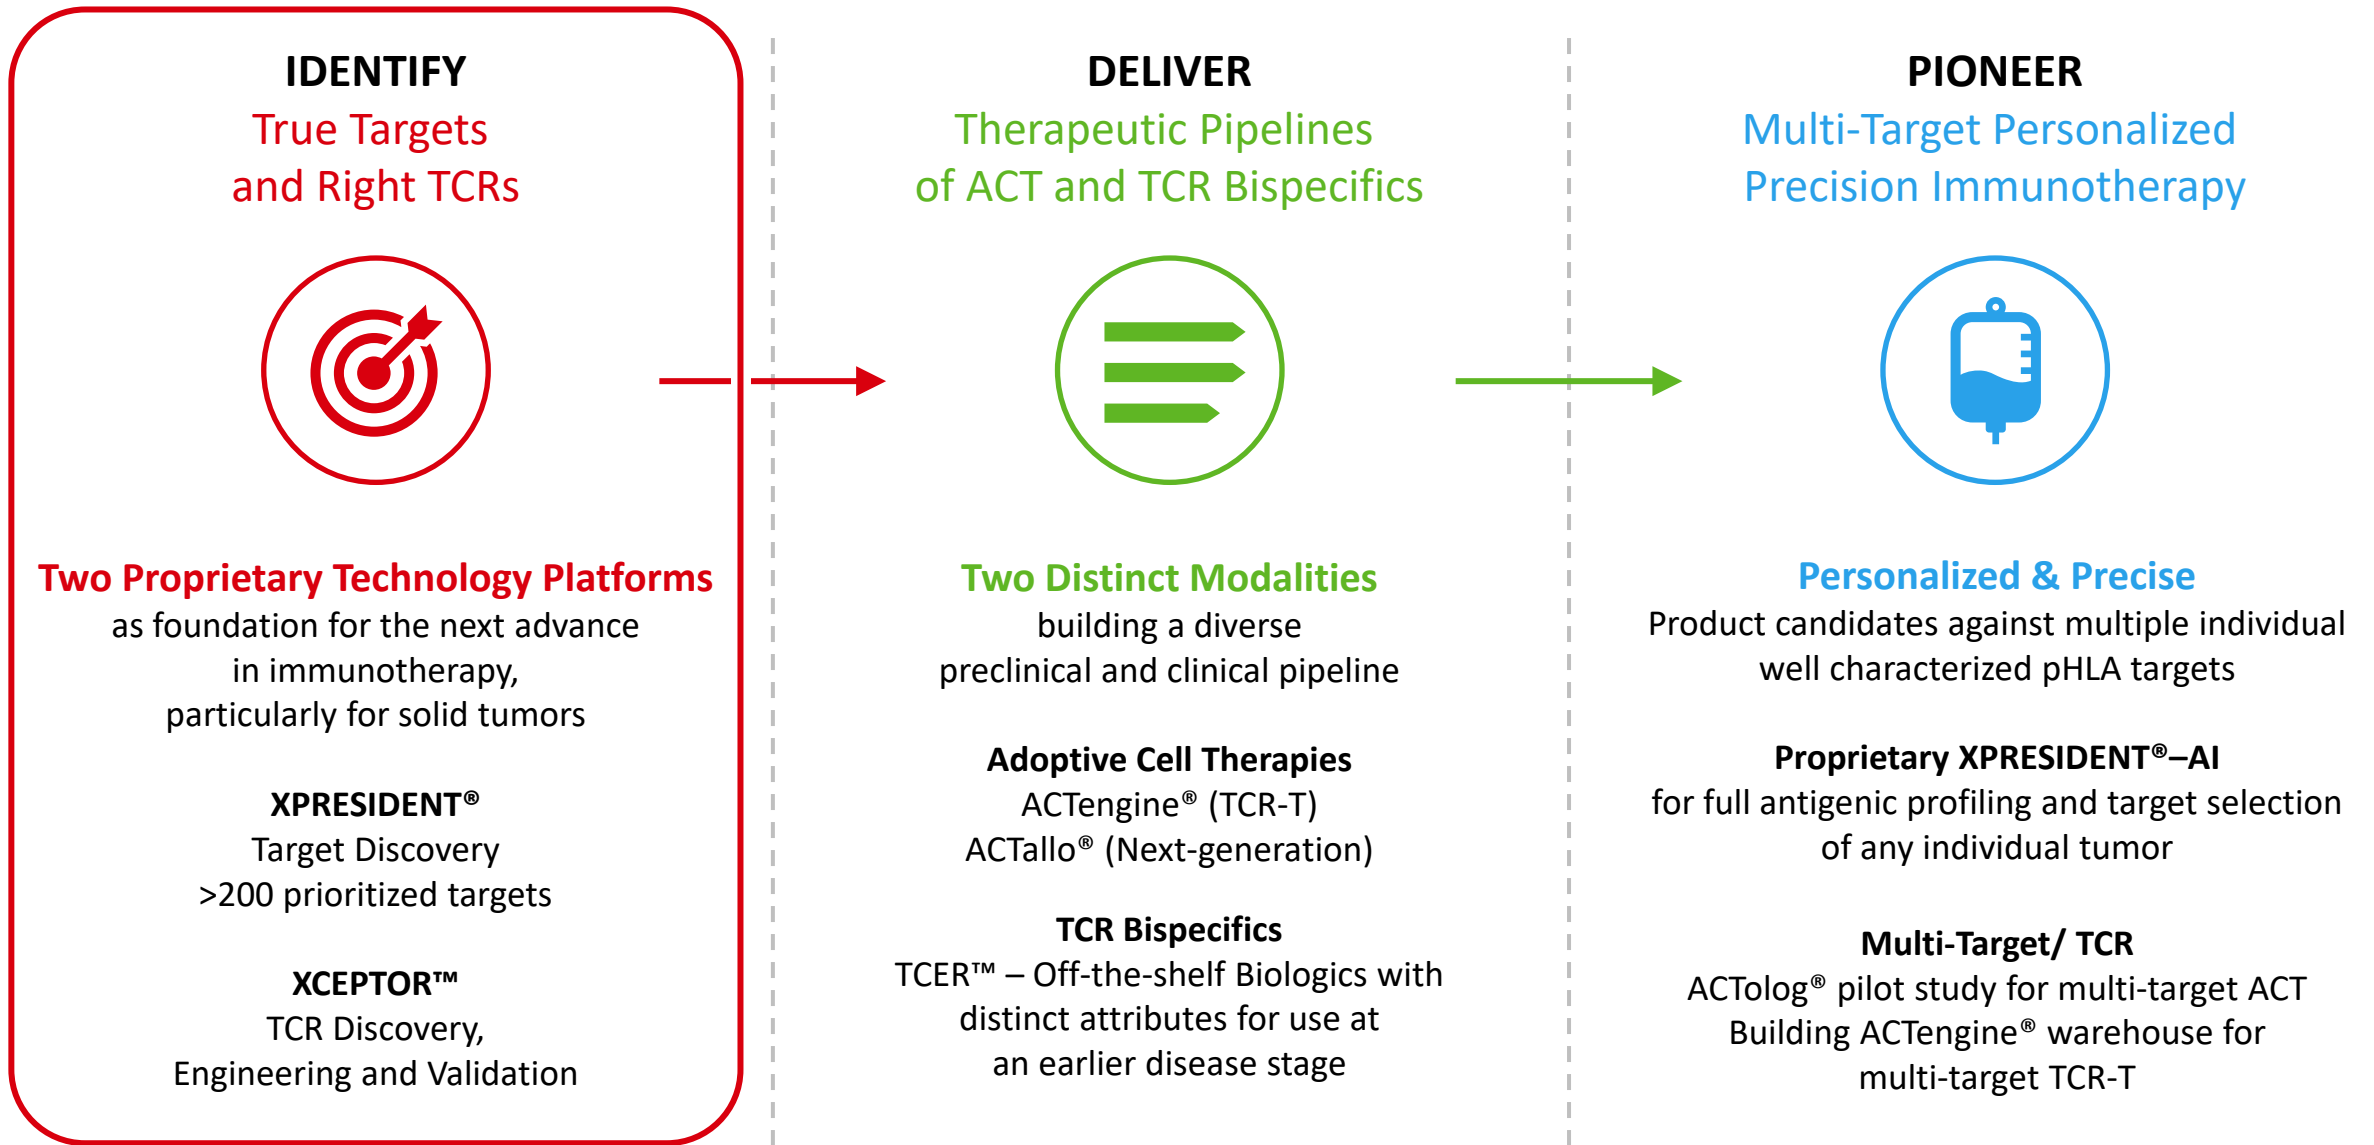 IDENTIFY
True Targets
and Right TCRs
Two Proprietary Technology Platforms
as foundation for the next advance
in immunotherapy,
particularly for solid tumors
XPRESIDENT®
Target Discovery
>200 prioritized targets
XCEPTOR™
TCR Discovery,
Engineering and Validation
DELIVER
Therapeutic Pipelines
of ACT and TCR Bispecifics
Two Distinct Modalities
building a diverse
preclinical and clinical pipeline
Adoptive Cell Therapies
ACTengine® (TCR-T)
ACTallo® (Next-generation)
TCR Bispecifics
TCER™ – Off-the-shelf Biologics with
distinct attributes for use at
an earlier disease stage
PIONEER
Multi-Target Personalized
Precision Immunotherapy
Personalized & Precise
Product candidates against multiple individual
well characterized pHLA targets
Proprietary XPRESIDENT®–AI
for full antigenic profiling and target selection
of any individual tumor
Multi-Target/ TCR
ACTolog® pilot study for multi-target ACT
Building ACTengine® warehouse for
multi-target TCR-T